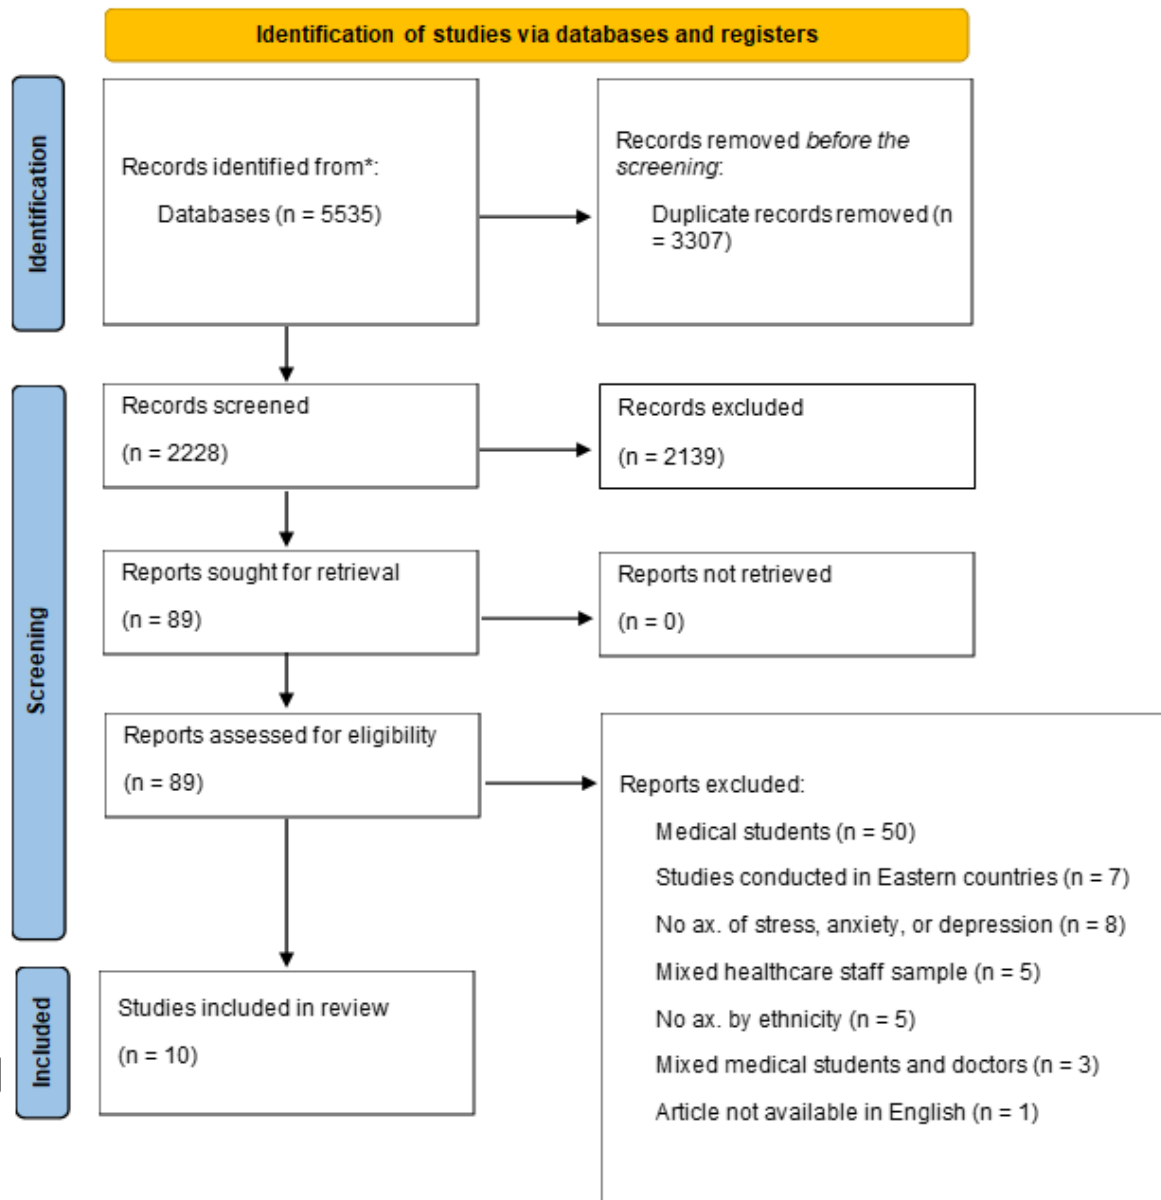 Identification of studies via databases and registers
Identification
Records identified from*:
Databases (n = 5535)
Records removed before the
screening:
Duplicate records removed (n
= 3307)
Screening
Records screened
(n = 2228)
Records excluded
(n = 2139)
Reports sought for retrieval
(n = 89)
Reports not retrieved
(n = 0)
Reports assessed for eligibility
(n = 89)
Reports excluded:
Medical students (n = 50)
Studies conducted in Eastern countries (n = 7)
No ax. of stress, anxiety, or depression (n = 8)
Mixed healthcare staff sample (n = 5)
No ax. by ethnicity (n = 5)
Mixed medical students and doctors (n = 3)
Article not available in English (n = 1)
Included
Studies included in review
(n = 10)